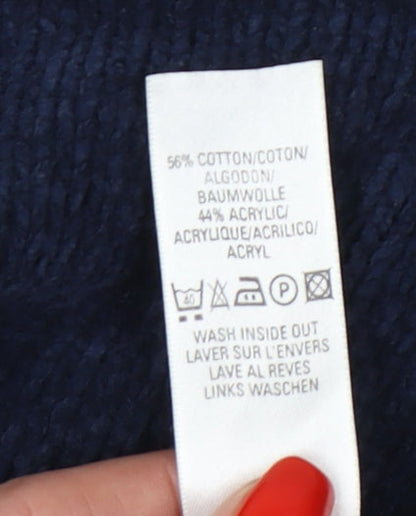 56% COTTON/COTON/
ALGODON/
BAUMWOLLE
44% ACRYLIC/
ACRYLIQUE/ACRILICO/
ACRYL
40 P
WASH INSIDE OUT
LAVER SUR L'ENVERS
LAVE AL REVES
LINKS WASCHEN